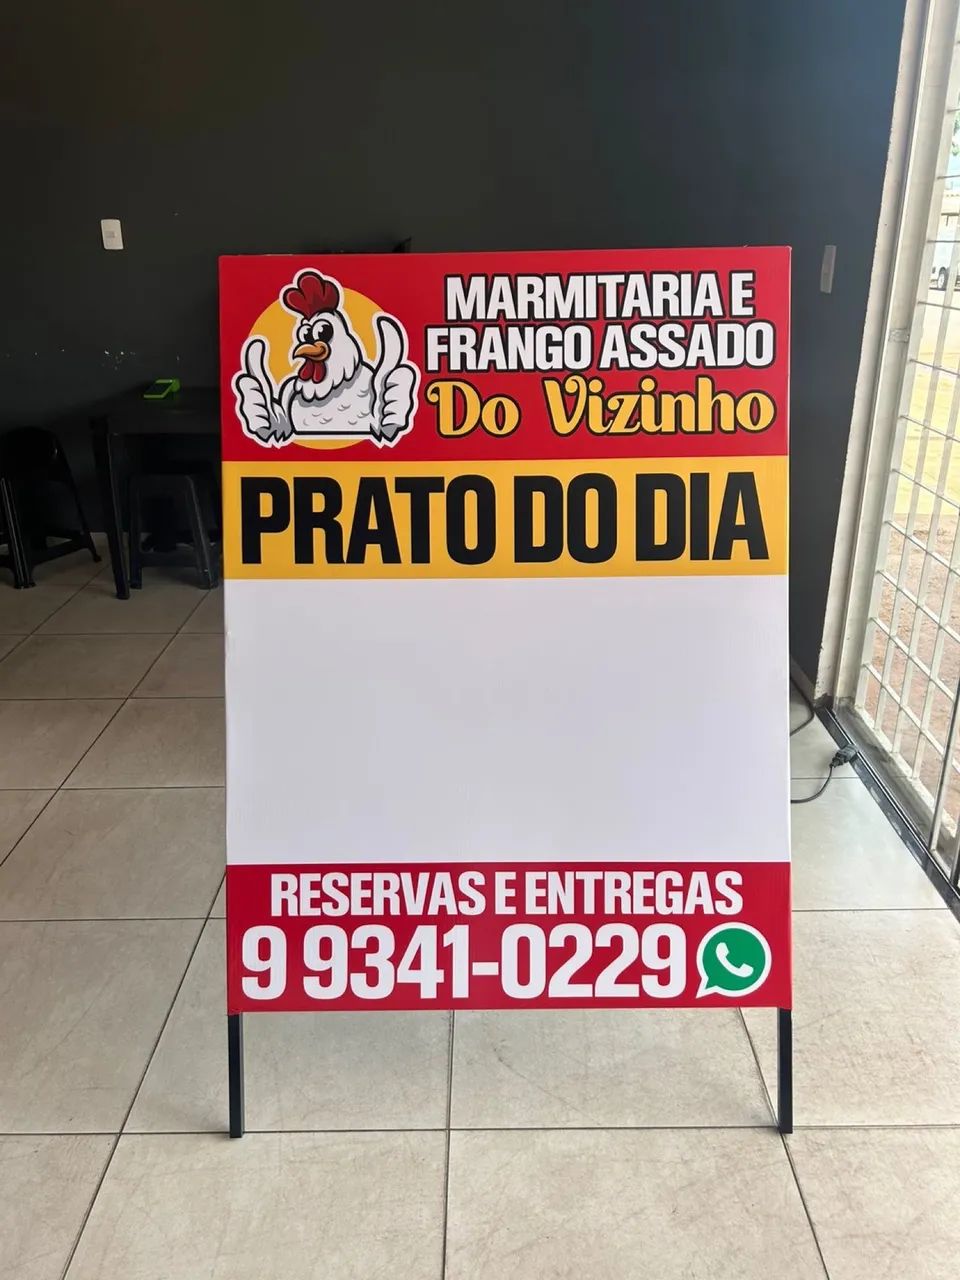 MARMITARIA E
FRANGO ASSADO
Do Vizinho
PRATO DO DIA
RESERVAS E ENTREGAS
9 9341-0229